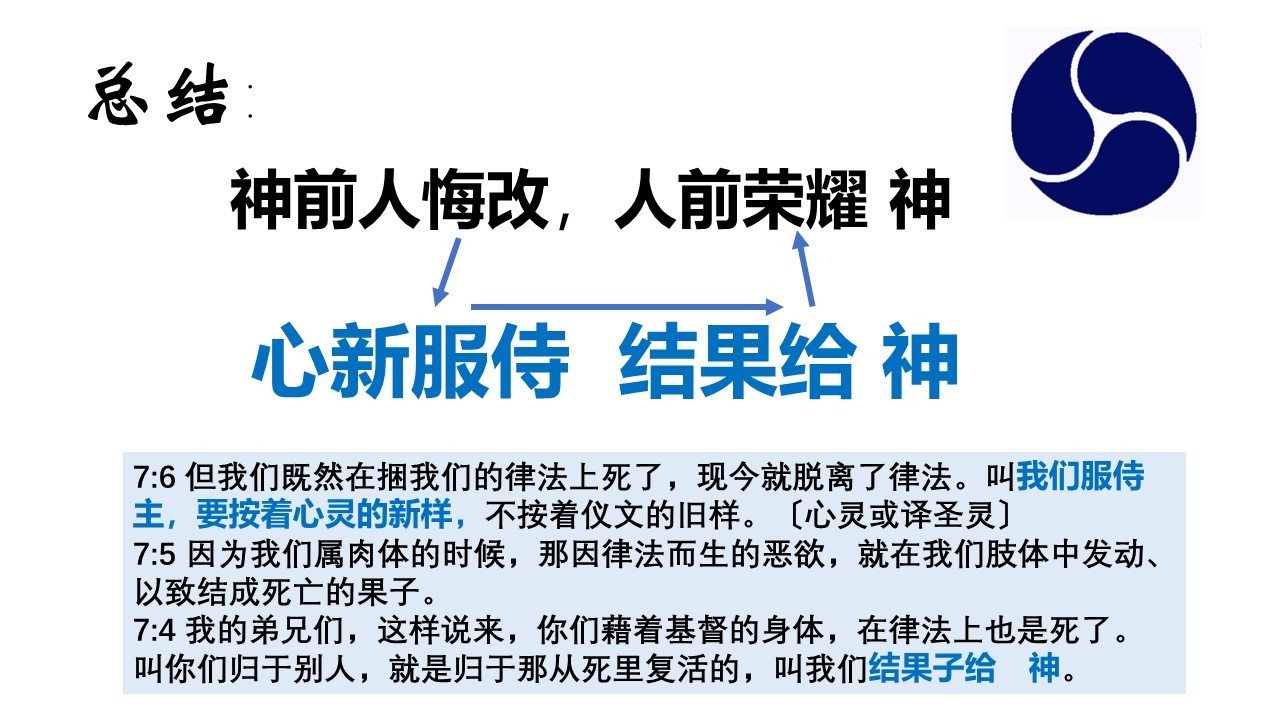 总结:
神前人悔改，人前荣耀 神
心新服侍 结果给 神
7:6 但我们既然在捆我们的律法上死了，现今就脱离了律法。叫我们服侍
主，要按着心灵的新样，不按着仪文的旧样。〔心灵或译圣灵〕
7:5 因为我们属肉体的时候，那因律法而生的恶欲，就在我们肢体中发动、
以致结成死亡的果子。
7:4 我的弟兄们，这样说来，你们藉着基督的身体，在律法上也是死了。
叫你们归于别人，就是归于那从死里复活的，叫我们结果子给　神。